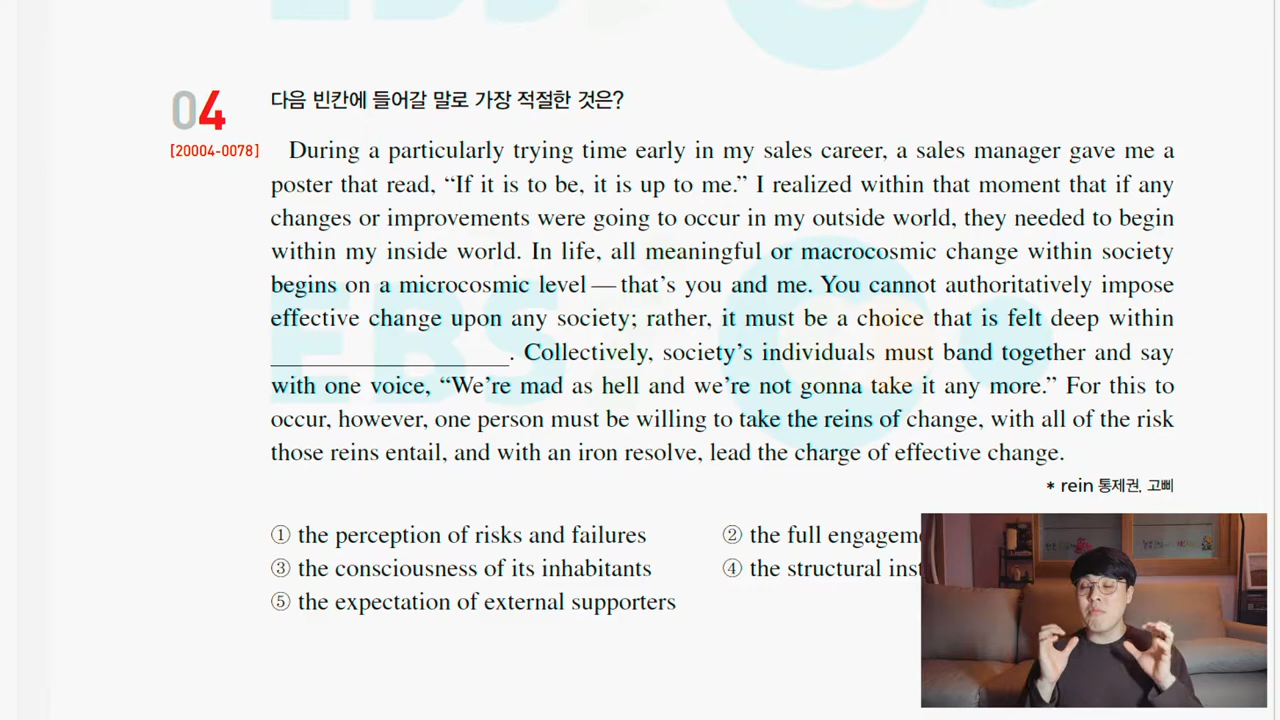 04
다음 빈칸에 들어갈 말로 가장 적절한 것은?
[20004-0078]
During a particularly trying time early in my sales career, a sales manager gave me a
poster that read, “If it is to be, it is up to me.” I realized within that moment that if any
changes or improvements were going to occur in my outside world, they needed to begin
within my inside world. In life, all meaningful or macrocosmic change within society
begins on a microcosmic level — that’s you and me. You cannot authoritatively impose
effective change upon any society; rather, it must be a choice that is felt deep within
____________________. Collectively, society’s individuals must band together and say
with one voice, “We’re mad as hell and we’re not gonna take it any more.” For this to
occur, however, one person must be willing to take the reins of change, with all of the risk
those reins entail, and with an iron resolve, lead the charge of effective change.
* rein 통제권, 고삐
① the perception of risks and failures
② the full
③ the consciousness of its inhabitants
④ the structural
⑤ the expectation of external supporters
EBS